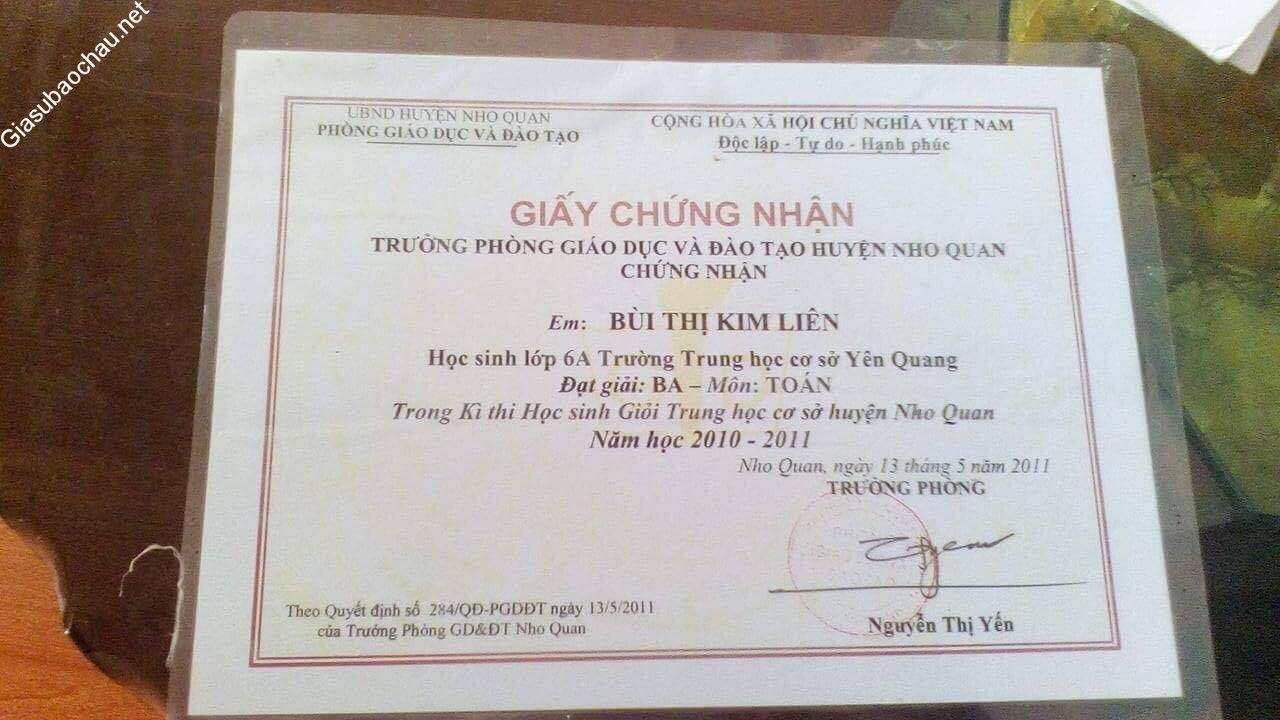 Giasubaochau.net
UBND HUYỆN NHO QUAN
PHÒNG GIÁO DỤC VÀ ĐÀO TẠO
CỘNG HÒA XÃ HỘI CHỦ NGHĨA VIỆT NAM
Độc lập - Tự do - Hạnh phúc
GIẤY CHỨNG NHẬN
TRƯỞNG PHÒNG GIÁO DỤC VÀ ĐÀO TẠO HUYỆN NHO QUAN
CHỨNG NHẬN
Em: BÙI THỊ KIM LIÊN
Học sinh lớp 6A Trường Trung học cơ sở Yên Quang
Đạt giải: BA – Môn: TOÁN
Trong Kì thi Học sinh Giỏi Trung học cơ sở huyện Nho Quan
Năm học 2010 - 2011
Nho Quan, ngày 13 tháng 5 năm 2011
TRƯỞNG PHÒNG
Nguyễn Thị Yến
Theo Quyết định số 284/QĐ-PGDĐT ngày 13/5/2011
của Trưởng Phòng GD&ĐT Nho Quan